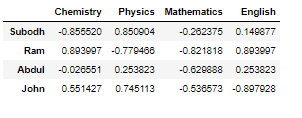 Chemistry Physics Mathematics English
Subodh -0.855520 0.850904 -0.262375 0.149877
Ram 0.893997 -0.779466 -0.821818 0.893997
Abdul -0.026551 0.253823 -0.629888 0.253823
John 0.551427 0.745113 -0.536573 -0.897928